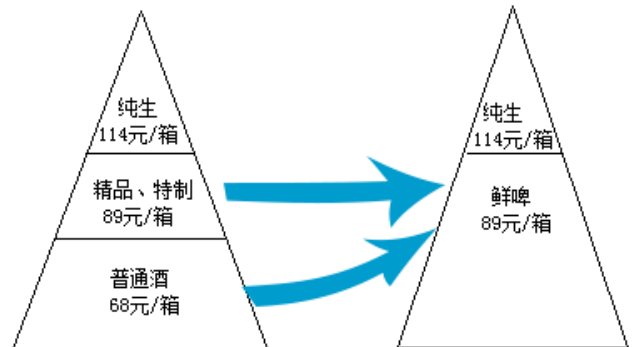 纯生
114元/箱
精品、特制
89元/箱
普通酒
68元/箱
纯生
114元/箱
鲜啤
89元/箱